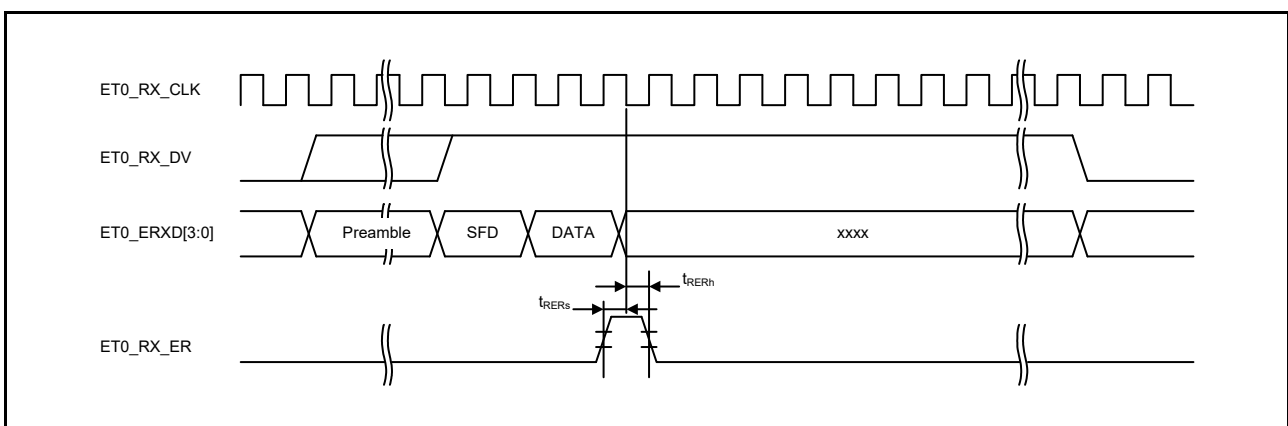 ET0_RX_CLK
ET0_RX_DV
ET0_ERXD[3:0]
Preamble
SFD
DATA
xxxx
tRERh
tRERs
ET0_RX_ER